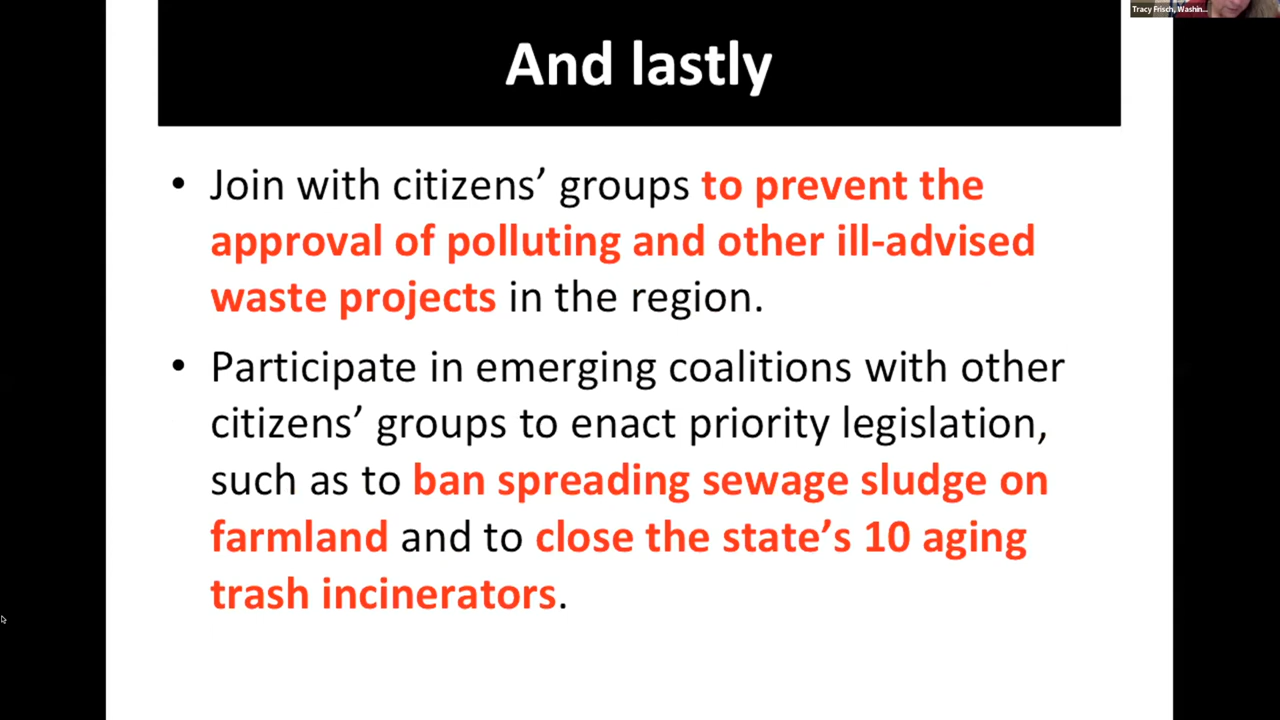 Tracy Frisch, Washin...
And lastly
• Join with citizens’ groups to prevent the
approval of polluting and other ill-advised
waste projects in the region.
• Participate in emerging coalitions with other
citizens’ groups to enact priority legislation,
such as to ban spreading sewage sludge on
farmland and to close the state’s 10 aging
trash incinerators.